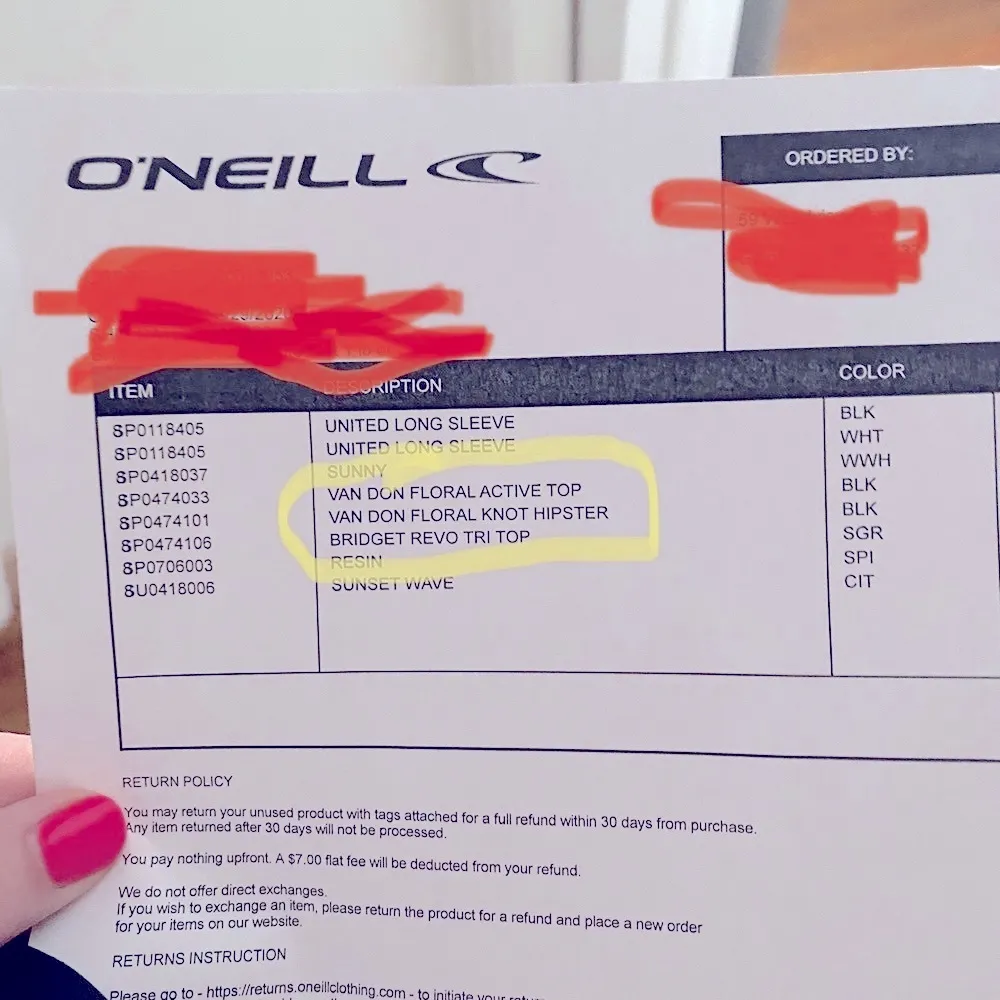 O'NEILL
ORDERED BY:
ITEM DESCRIPTION COLOR
SP0118405 UNITED LONG SLEEVE BLK
SP0118405 UNITED LONG SLEEVE WHT
SP0418037 SUNNY WWH
SP0474033 VAN DON FLORAL ACTIVE TOP BLK
SP0474101 VAN DON FLORAL KNOT HIPSTER BLK
SP0474106 BRIDGET REVO TRI TOP SGR
SP0706003 RESIN SPI
SU0418006 SUNSET WAVE CIT
RETURN POLICY
You may return your unused product with tags attached for a full refund within 30 days from purchase.
Any item returned after 30 days will not be processed.
You pay nothing upfront. A $7.00 flat fee will be deducted from your refund.
We do not offer direct exchanges.
If you wish to exchange an item, please return the product for a refund and place a new order
for your items on our website.
RETURNS INSTRUCTION
Please go to - https://returns.oneillclothing.com - to initiate your